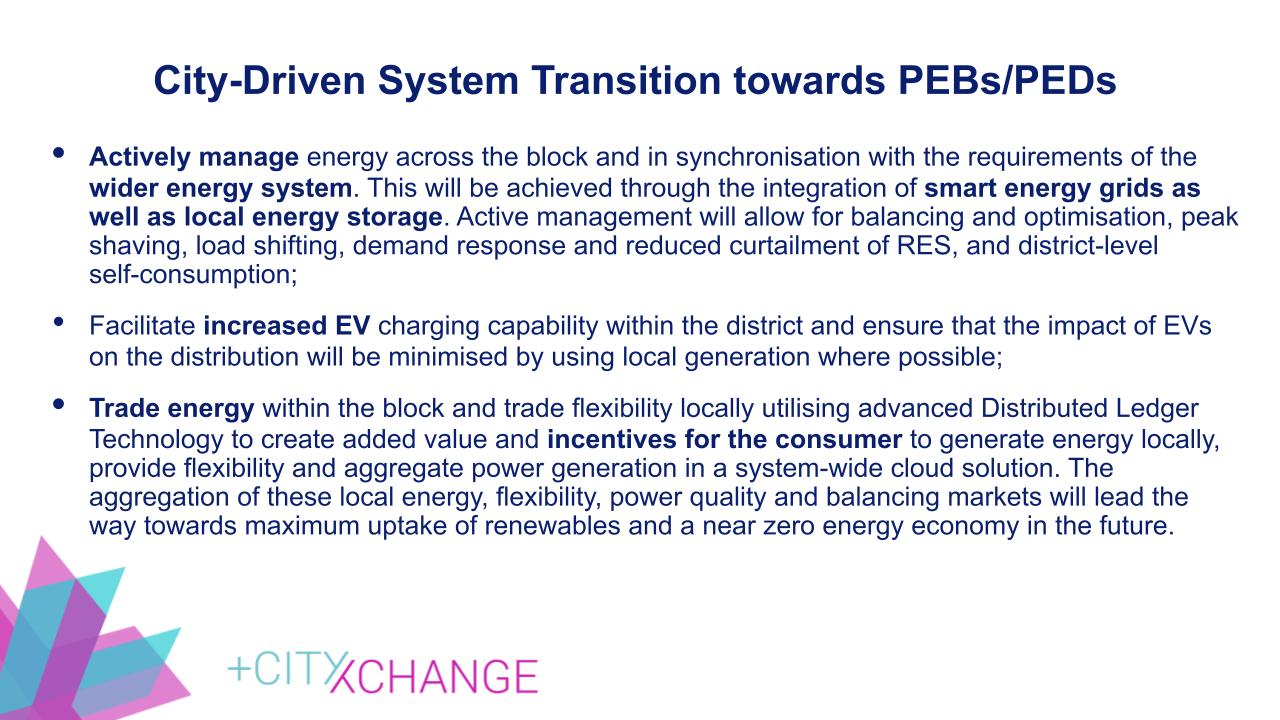 City-Driven System Transition towards PEBs/PEDs
• Actively manage energy across the block and in synchronisation with the requirements of the
wider energy system. This will be achieved through the integration of smart energy grids as
well as local energy storage. Active management will allow for balancing and optimisation, peak
shaving, load shifting, demand response and reduced curtailment of RES, and district-level
self-consumption;
• Facilitate increased EV charging capability within the district and ensure that the impact of EVs
on the distribution will be minimised by using local generation where possible;
• Trade energy within the block and trade flexibility locally utilising advanced Distributed Ledger
Technology to create added value and incentives for the consumer to generate energy locally,
provide flexibility and aggregate power generation in a system-wide cloud solution. The
aggregation of these local energy, flexibility, power quality and balancing markets will lead the
way towards maximum uptake of renewables and a near zero energy economy in the future.
+CITYXCHANGE